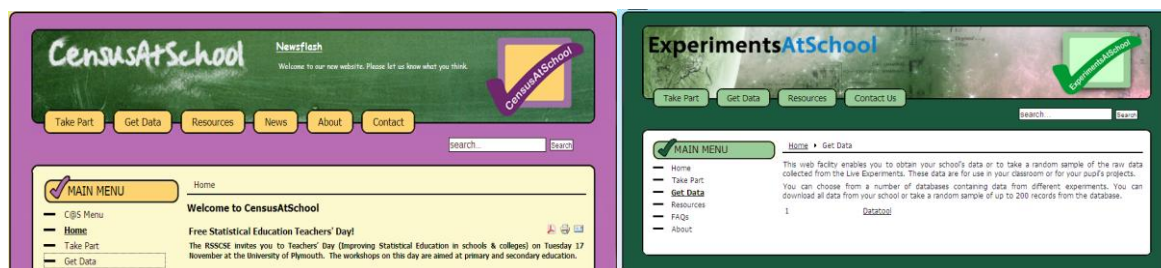 CensusAtSchool
Newsflash
Welcome to our new website. Please let us know what you think.
CensusAtSchool
Take Part
Get Data
Resources
News
About
Contact
search...
Search
MAIN MENU
C@S Menu
Home
Take Part
Get Data
Home
Welcome to CensusAtSchool
Free Statistical Education Teachers' Day!
The RSSCSE invites you to Teachers' Day (Improving Statistical Education in schools & colleges) on Tuesday 17
November at the University of Plymouth. The workshops on this day are aimed at primary and secondary education.
ExperimentsAtSchool
ExperimentsAtSchool
Take Part
Get Data
Resources
Contact Us
search...
Search
MAIN MENU
Home
Take Part
Get Data
Resources
FAQs
About
Home Get Data
This web facility enables you to obtain your school's data or to take a random sample of the raw data
collected from the Live Experiments. These data are for use in your classroom or for your pupil's projects.
You can choose from a number of databases containing data from different experiments. You can
download all data from your school or take a random sample of up to 200 records from the database.
1 Datatool